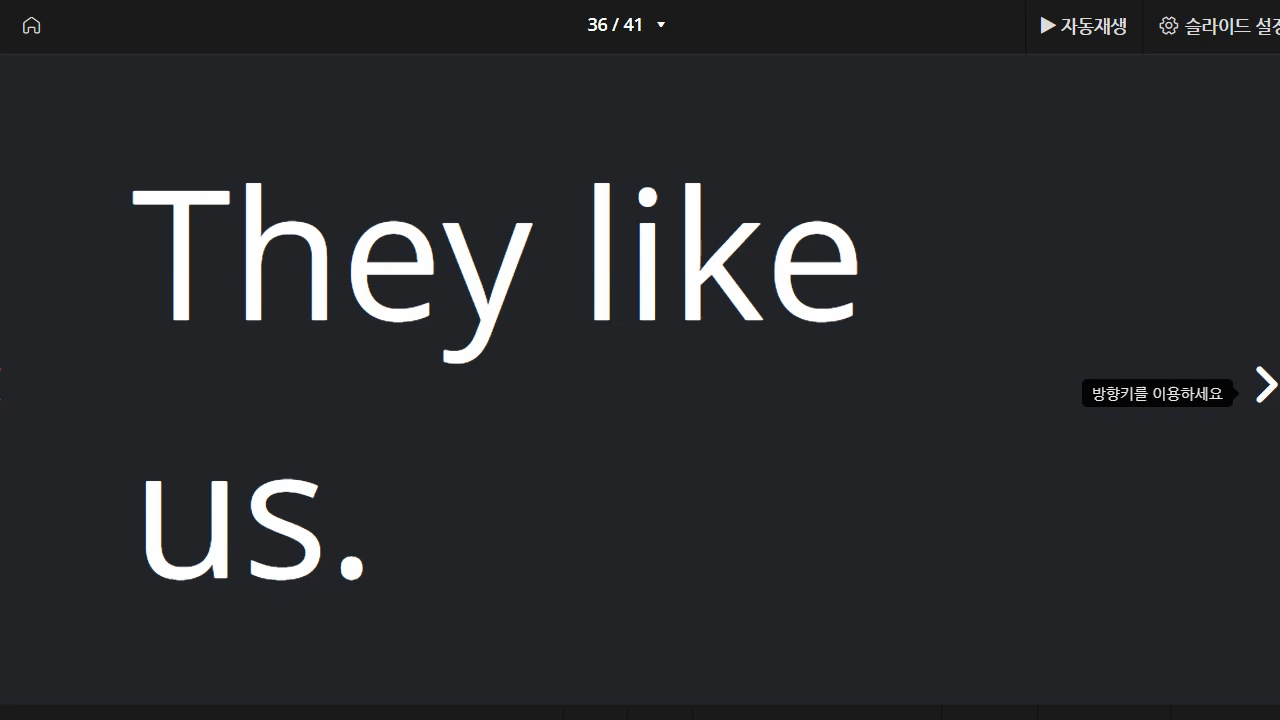 36 / 41
▶ 자동재생
슬라이드 설정
They like
us.
방향키를 이용하세요